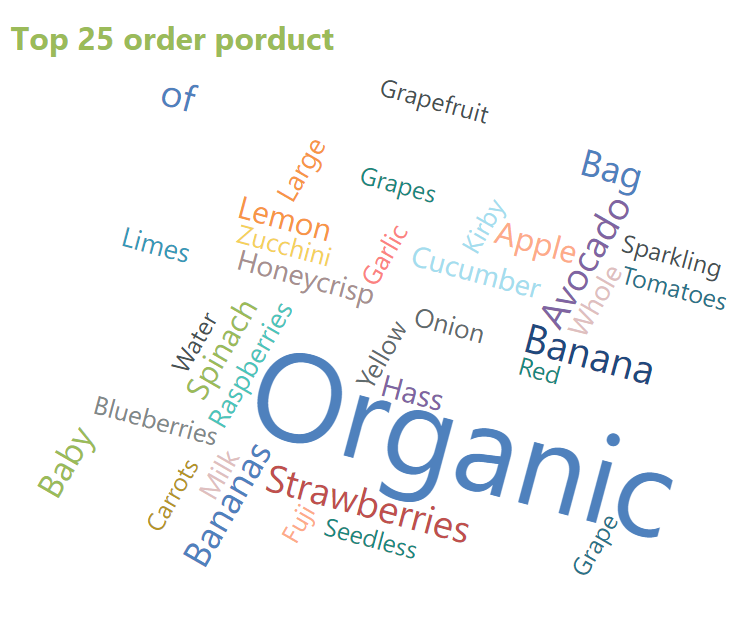 Top 25 order porduct
of
Grapefruit
Large
Grapes
Bag
Lemon
Zucchini
Honeycrisp
Limes
Garlic
Kirby
Apple
Cucumber
Avocado
Sparkling
Whole
Tomatoes
Water
Spinach
Raspberries
Yellow
Onion
Banana
Red
Hass
Organic
Blueberries
Baby
Carrots
Milk
Bananas
Strawberries
Fuji
Seedless
Grape